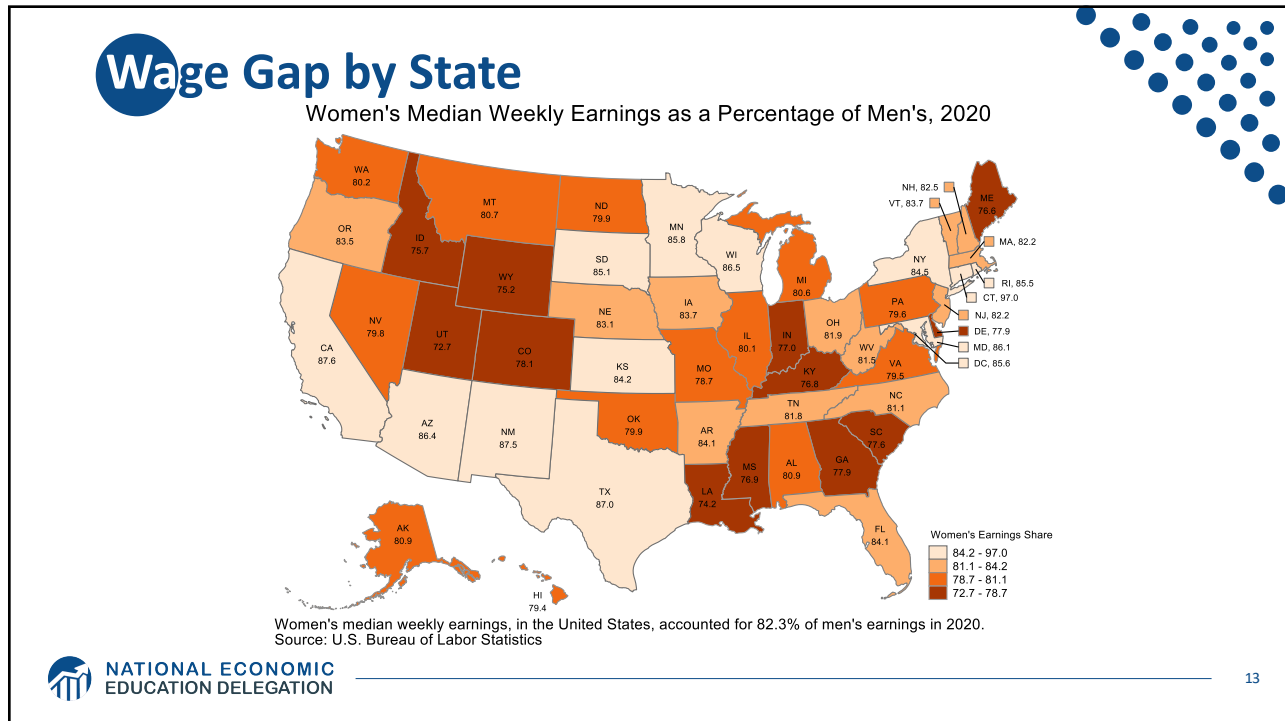 Wage Gap by State
Women's Median Weekly Earnings as a Percentage of Men's, 2020
WA
80.2
OR
83.5
CA
87.6
NV
79.8
ID
75.7
MT
80.7
WY
75.2
UT
72.7
CO
78.1
AZ
86.4
NM
87.5
ND
79.9
SD
85.1
NE
83.1
KS
84.2
OK
79.9
TX
87.0
MN
85.8
IA
83.7
MO
78.7
AR
84.1
LA
74.2
WI
86.5
IL
80.1
MI
80.6
IN
77.0
OH
81.9
KY
76.8
TN
81.8
MS
76.9
AL
80.9
GA
77.9
FL
84.1
SC
77.6
NC
81.1
VA
79.5
WV
81.5
PA
79.6
NY
84.5
ME
76.6
NH, 82.5
VT, 83.7
MA, 82.2
RI, 85.5
CT, 97.0
NJ, 82.2
DE, 77.9
MD, 86.1
DC, 85.6
AK
80.9
HI
79.4
Women's Earnings Share
84.2 - 97.0
81.1 - 84.2
78.7 - 81.1
72.7 - 78.7
Women's median weekly earnings, in the United States, accounted for 82.3% of men's earnings in 2020.
Source: U.S. Bureau of Labor Statistics
NATIONAL ECONOMIC
EDUCATION DELEGATION
13